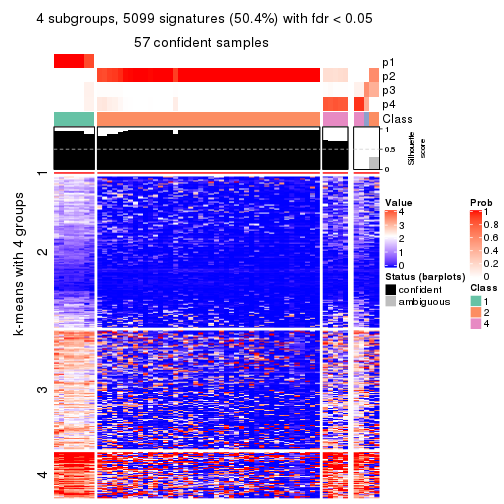 4 subgroups, 5099 signatures (50.4%) with fdr < 0.05
57 confident samples
p1
p2
p3
p4
Class
1
0.5
0
Silhouette
score
k-means with 4 groups
1
2
3
4
Value
4
3
2
1
0
Status (barplots)
confident
ambiguous
Prob
1
0.8
0.6
0.4
0.2
0
Class
1
2
4